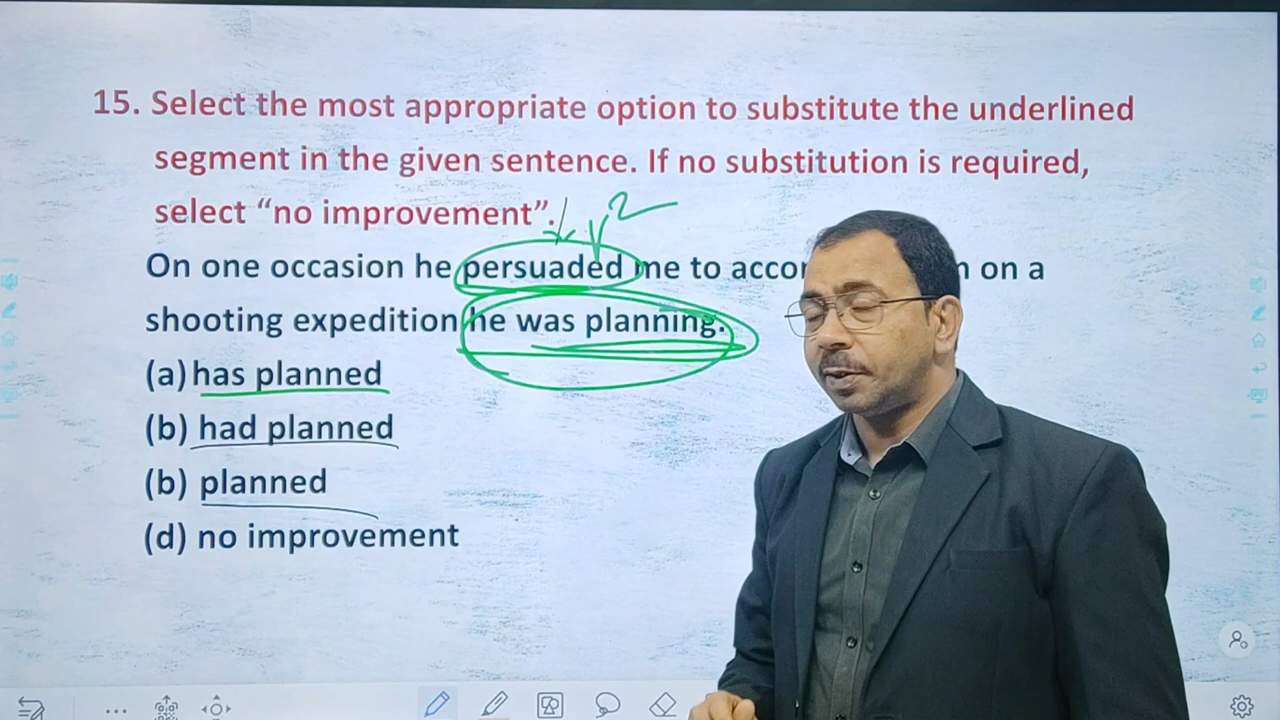 15. Select the most appropriate option to substitute the underlined
segment in the given sentence. If no substitution is required,
select “no improvement”.
V2
On one occasion he persuaded me to on a
shooting expedition he was planning.
(a) has planned
(b) had planned
(b) planned
(d) no improvement